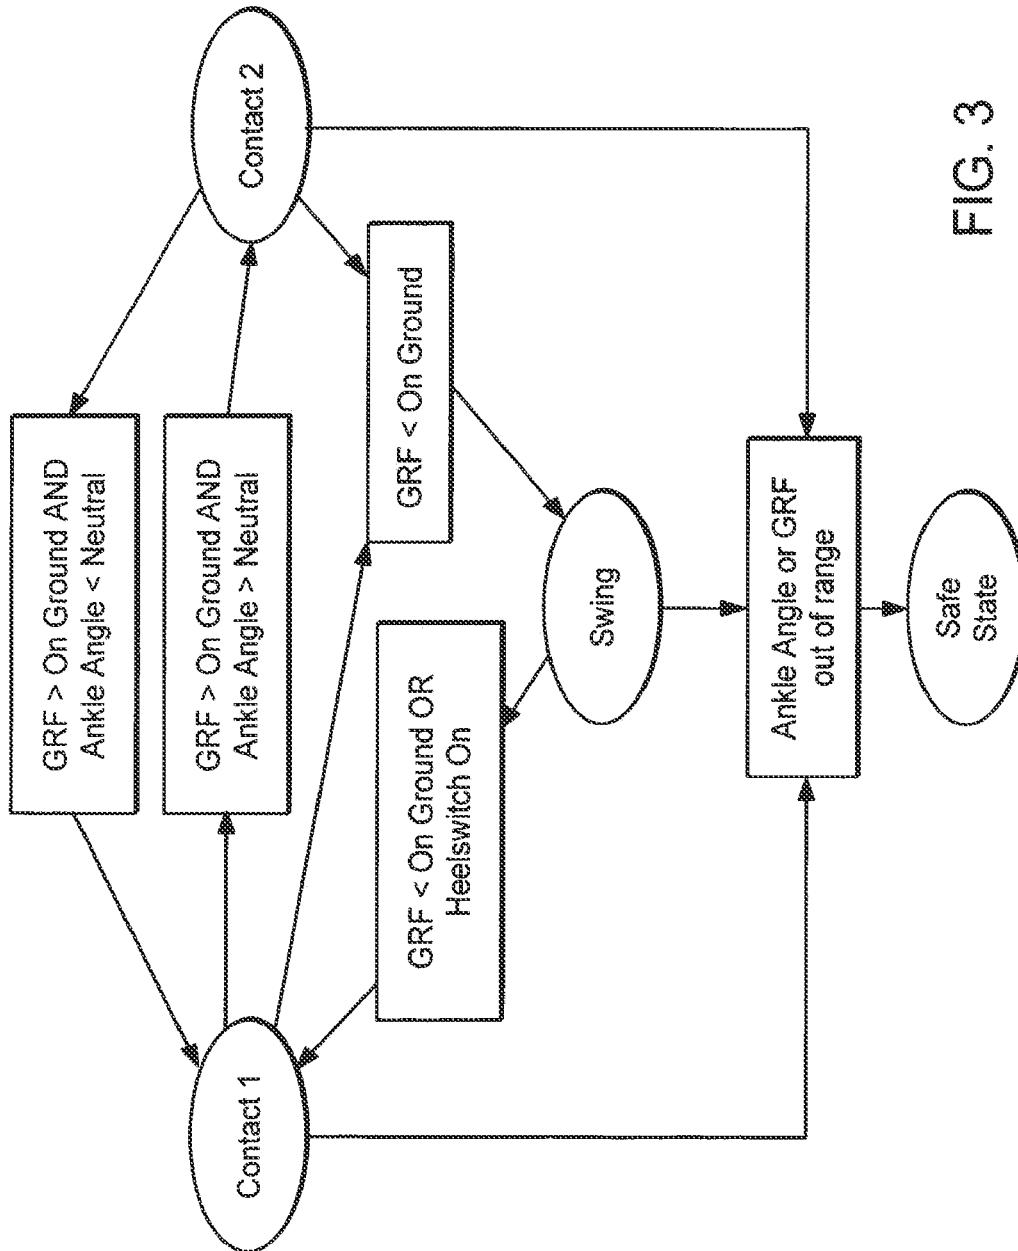 GRF > On Ground AND
Ankle Angle < Neutral
GRF > On Ground AND
Ankle Angle > Neutral
Contact 1
Contact 2
GRF < On Ground
GRF < On Ground OR
Heelswitch On
Swing
Ankle Angle or GRF
out of range
Safe
State
FIG. 3